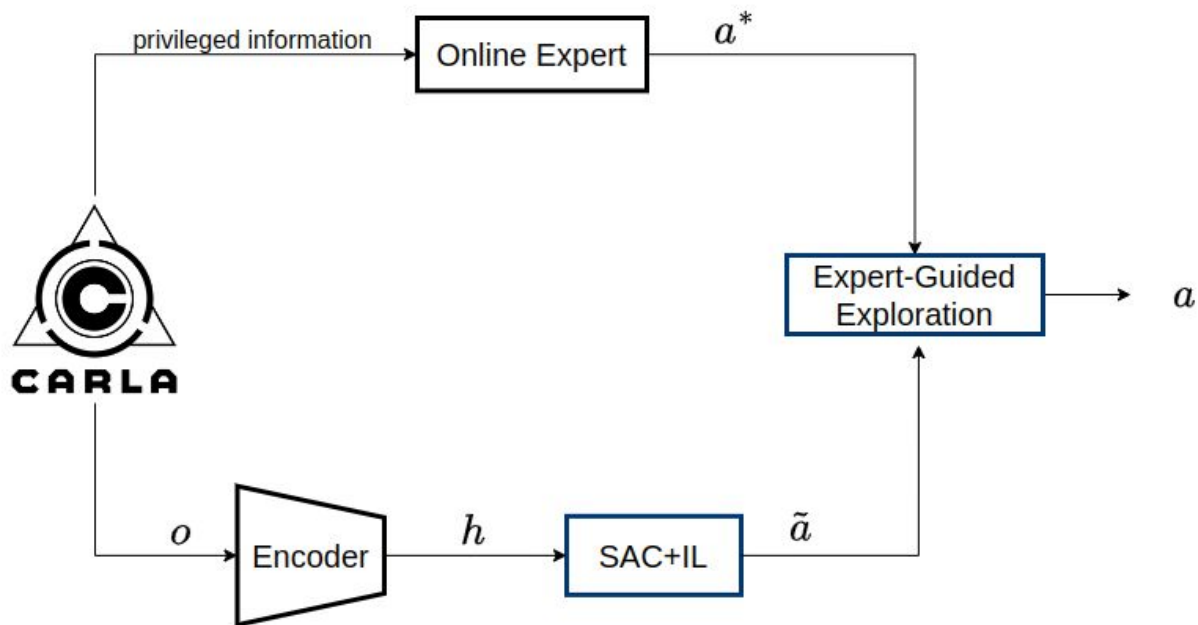 privileged information
Online Expert
a*
CARLA
Expert-Guided
Exploration
a
o
Encoder
h
SAC+IL
ã